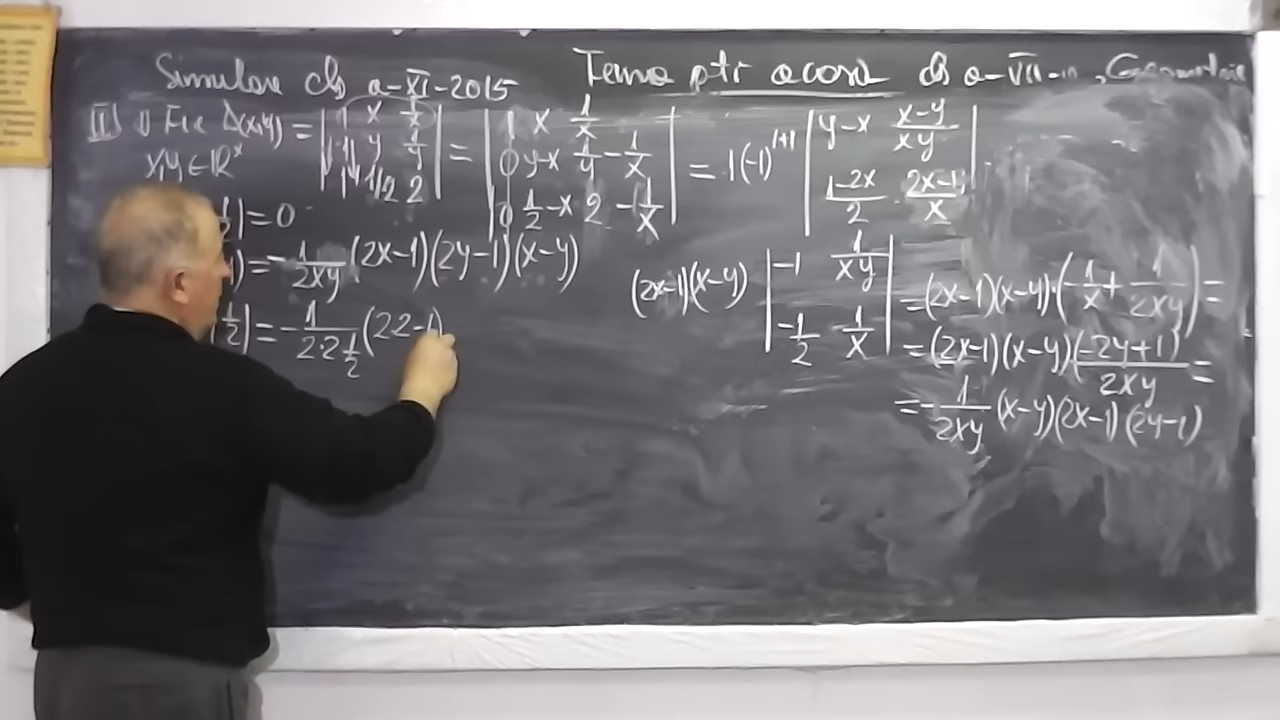 Simulare cls a-XI-2015
Tema ptr acasă cls a-VII-a, Geometrie
II) 1) Fie Δ(x,y) = |1 x 1/x; 1 y 1/y; 1 1/2 2| = |1 x 1/x; 0 y-x 1/y-1/x; 0 1/2-x 2-1/x| = 1(-1)^(1+1) |y-x (x-y)/(xy); (1-2x)/2 (2x-1)/x|
x,y ∈ ℝ*
) = 0
) = -1/(2xy) (2x-1)(2y-1)(x-y)
1/2) = -1/(2·2·1/2) (2·2-1)
(2x-1)(x-y) |-1 1/(xy); -1/2 1/x| = (2x-1)(x-y)·(-1/x + 1/(2xy)) =
= (2x-1)(x-y) (-2y+1)/(2xy) =
= -1/(2xy) (x-y)(2x-1)(2y-1)